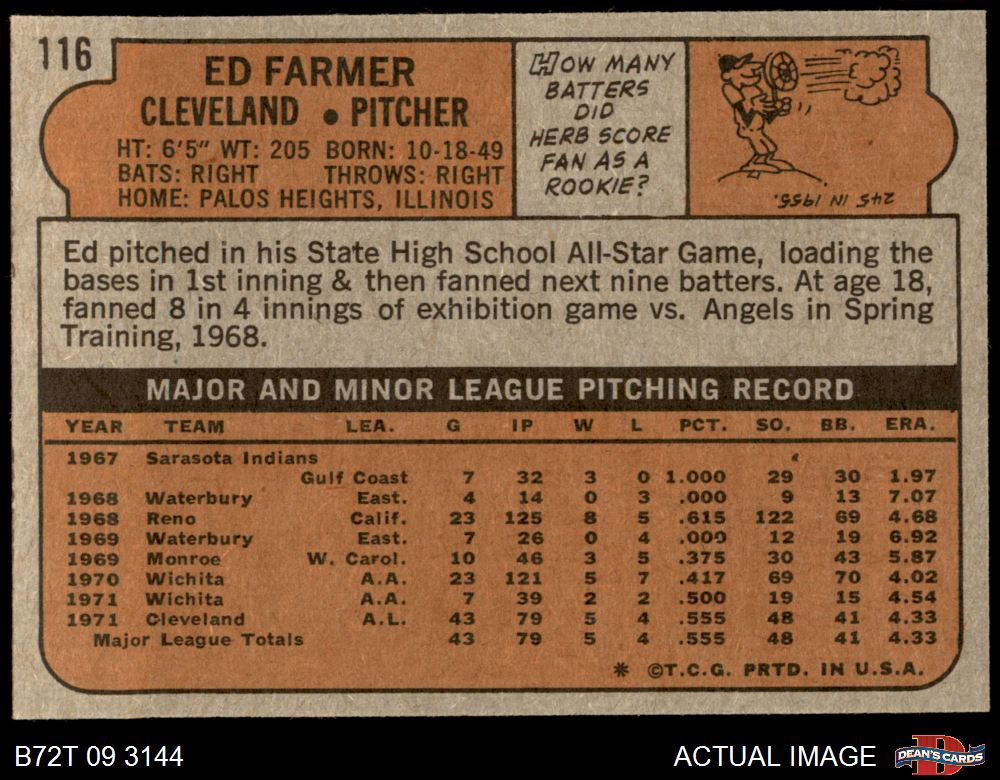 116
ED FARMER
CLEVELAND • PITCHER
HT: 6'5" WT: 205 BORN: 10-18-49
BATS: RIGHT THROWS: RIGHT
HOME: PALOS HEIGHTS, ILLINOIS
HOW MANY
BATTERS
DID
HERB SCORE
FAN AS A
ROOKIE?
245 IN 1955.
Ed pitched in his State High School All-Star Game, loading the
bases in 1st inning & then fanned next nine batters. At age 18,
fanned 8 in 4 innings of exhibition game vs. Angels in Spring
Training, 1968.
MAJOR AND MINOR LEAGUE PITCHING RECORD
YEAR TEAM LEA. G IP W L PCT. SO. BB. ERA.
1967 Sarasota Indians
Gulf Coast 7 32 3 0 1.000 29 30 1.97
1968 Waterbury East. 4 14 0 3 .000 9 13 7.07
1968 Reno Calif. 23 125 8 5 .615 122 69 4.68
1969 Waterbury East. 7 26 0 4 .000 12 19 6.92
1969 Monroe W. Carol. 10 46 3 5 .375 30 43 5.87
1970 Wichita A.A. 23 121 5 7 .417 69 70 4.02
1971 Wichita A.A. 7 39 2 2 .500 19 15 4.54
1971 Cleveland A.L. 43 79 5 4 .555 48 41 4.33
Major League Totals 43 79 5 4 .555 48 41 4.33
* ©T.C.G. PRTD. IN U.S.A.
B72T 09 3144 ACTUAL IMAGE DEAN'S CARDS